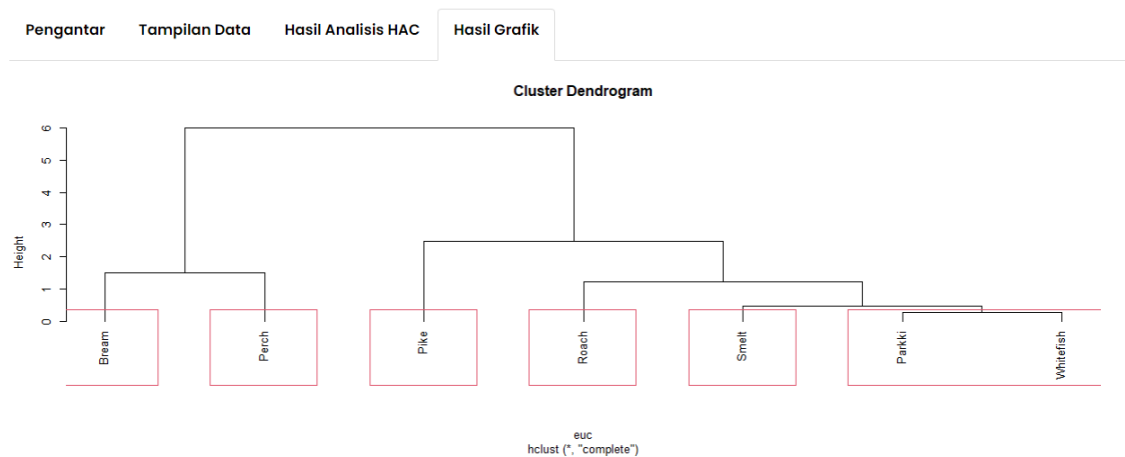 Pengantar Tampilan Data Hasil Analisis HAC Hasil Grafik
Cluster Dendrogram
Height
6
5
4
3
2
1
0
Bream
Perch
Pike
Roach
Smelt
Parkki
Whitefish
euc
hclust (*, "complete")